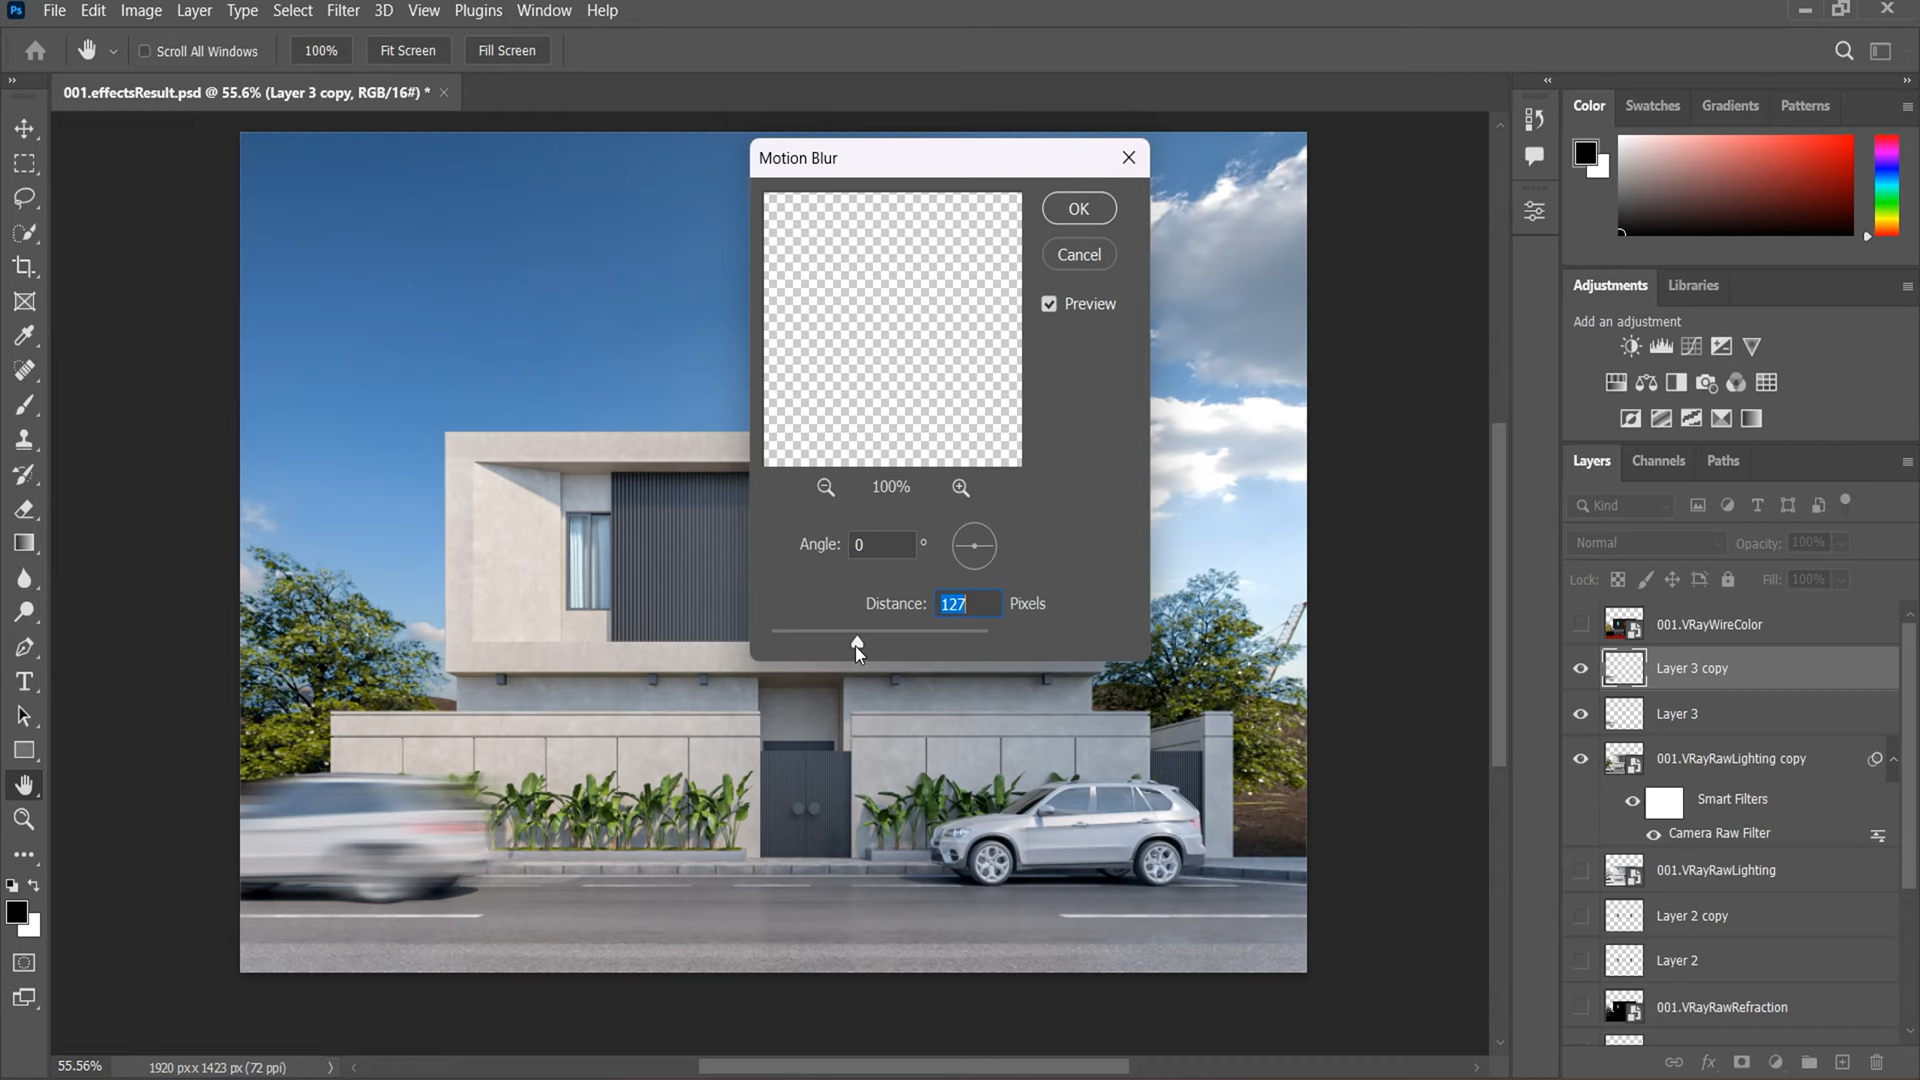 Ps File Edit Image Layer Type Select Filter 3D View Plugins Window Help
Scroll All Windows 100% Fit Screen Fill Screen
001.effectsResult.psd @ 55.6% (Layer 3 copy, RGB/16#) *
Motion Blur
OK
Cancel
Preview
100%
Angle: 0 °
Distance: 127 Pixels
Color Swatches Gradients Patterns
Adjustments Libraries
Add an adjustment
Layers Channels Paths
Kind
Normal Opacity: 100%
Lock: Fill: 100%
001.VRayWireColor
Layer 3 copy
Layer 3
001.VRayRawLighting copy
Smart Filters
Camera Raw Filter
001.VRayRawLighting
Layer 2 copy
Layer 2
001.VRayRawRefraction
fx
55.56% 1920 px x 1423 px (72 ppi)